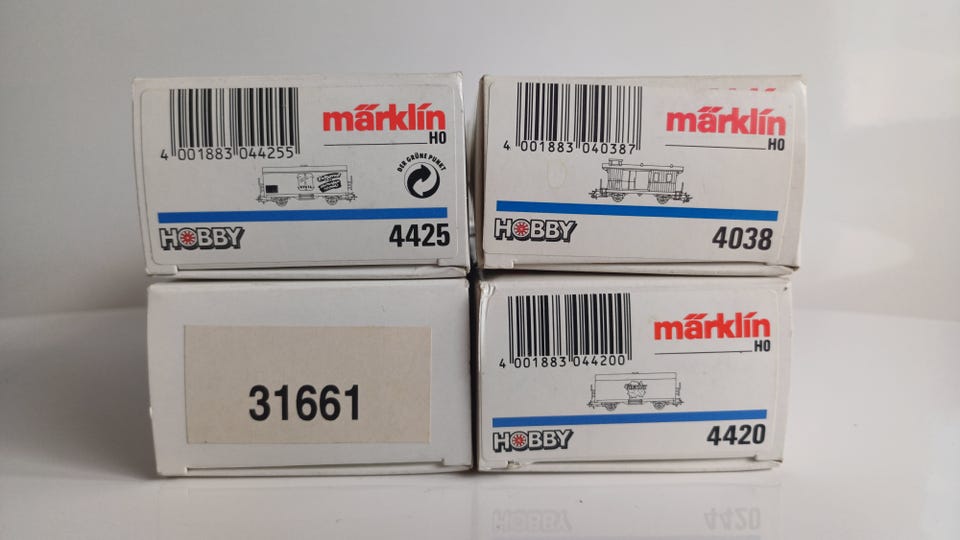 märklin
H0
4 001883 044255
DER GRÜNE PUNKT
HOBBY
4425
märklin
H0
4 001883 040387
HOBBY
4038
31661
märklin
H0
4 001883 044200
HOBBY
4420